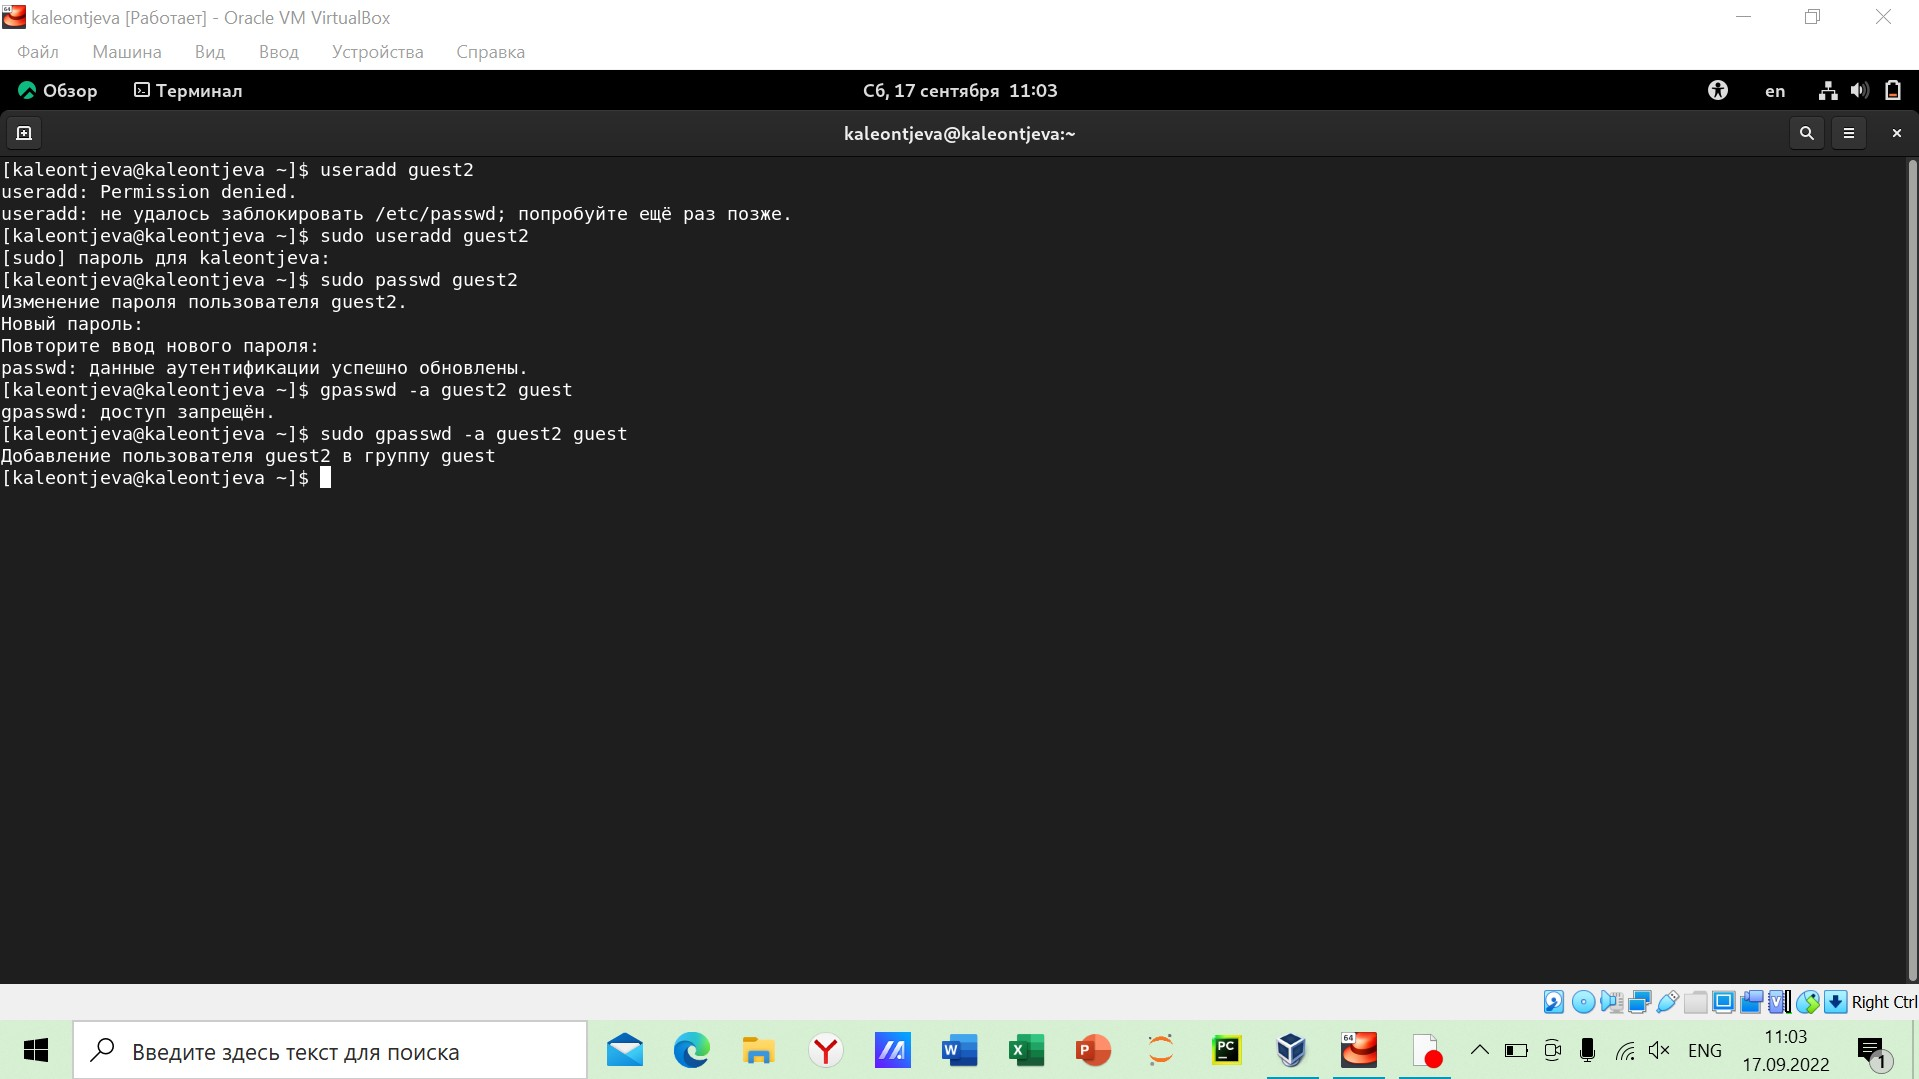 kaleontjeva [Работает] - Oracle VM VirtualBox
Файл Машина Вид Ввод Устройства Справка
Обзор Терминал Сб, 17 сентября 11:03 en
kaleontjeva@kaleontjeva:~
[kaleontjeva@kaleontjeva ~]$ useradd guest2
useradd: Permission denied.
useradd: не удалось заблокировать /etc/passwd; попробуйте ещё раз позже.
[kaleontjeva@kaleontjeva ~]$ sudo useradd guest2
[sudo] пароль для kaleontjeva:
[kaleontjeva@kaleontjeva ~]$ sudo passwd guest2
Изменение пароля пользователя guest2.
Новый пароль:
Повторите ввод нового пароля:
passwd: данные аутентификации успешно обновлены.
[kaleontjeva@kaleontjeva ~]$ gpasswd -a guest2 guest
gpasswd: доступ запрещён.
[kaleontjeva@kaleontjeva ~]$ sudo gpasswd -a guest2 guest
Добавление пользователя guest2 в группу guest
[kaleontjeva@kaleontjeva ~]$
Right Ctrl
Введите здесь текст для поиска
ENG
11:03
17.09.2022
1